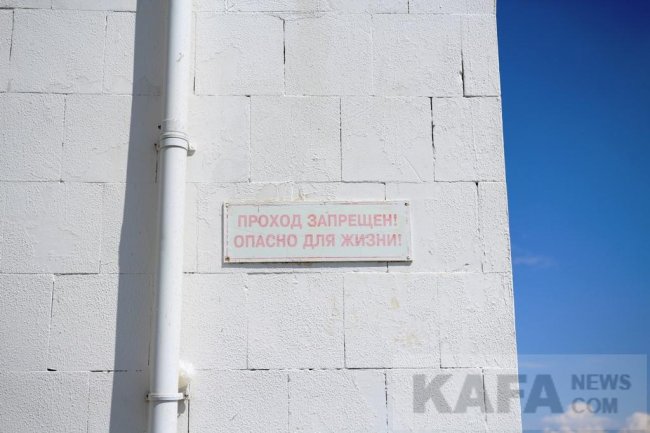 ПРОХОД ЗАПРЕЩЕН!
ОПАСНО ДЛЯ ЖИЗНИ!
KAFA NEWS.
COM